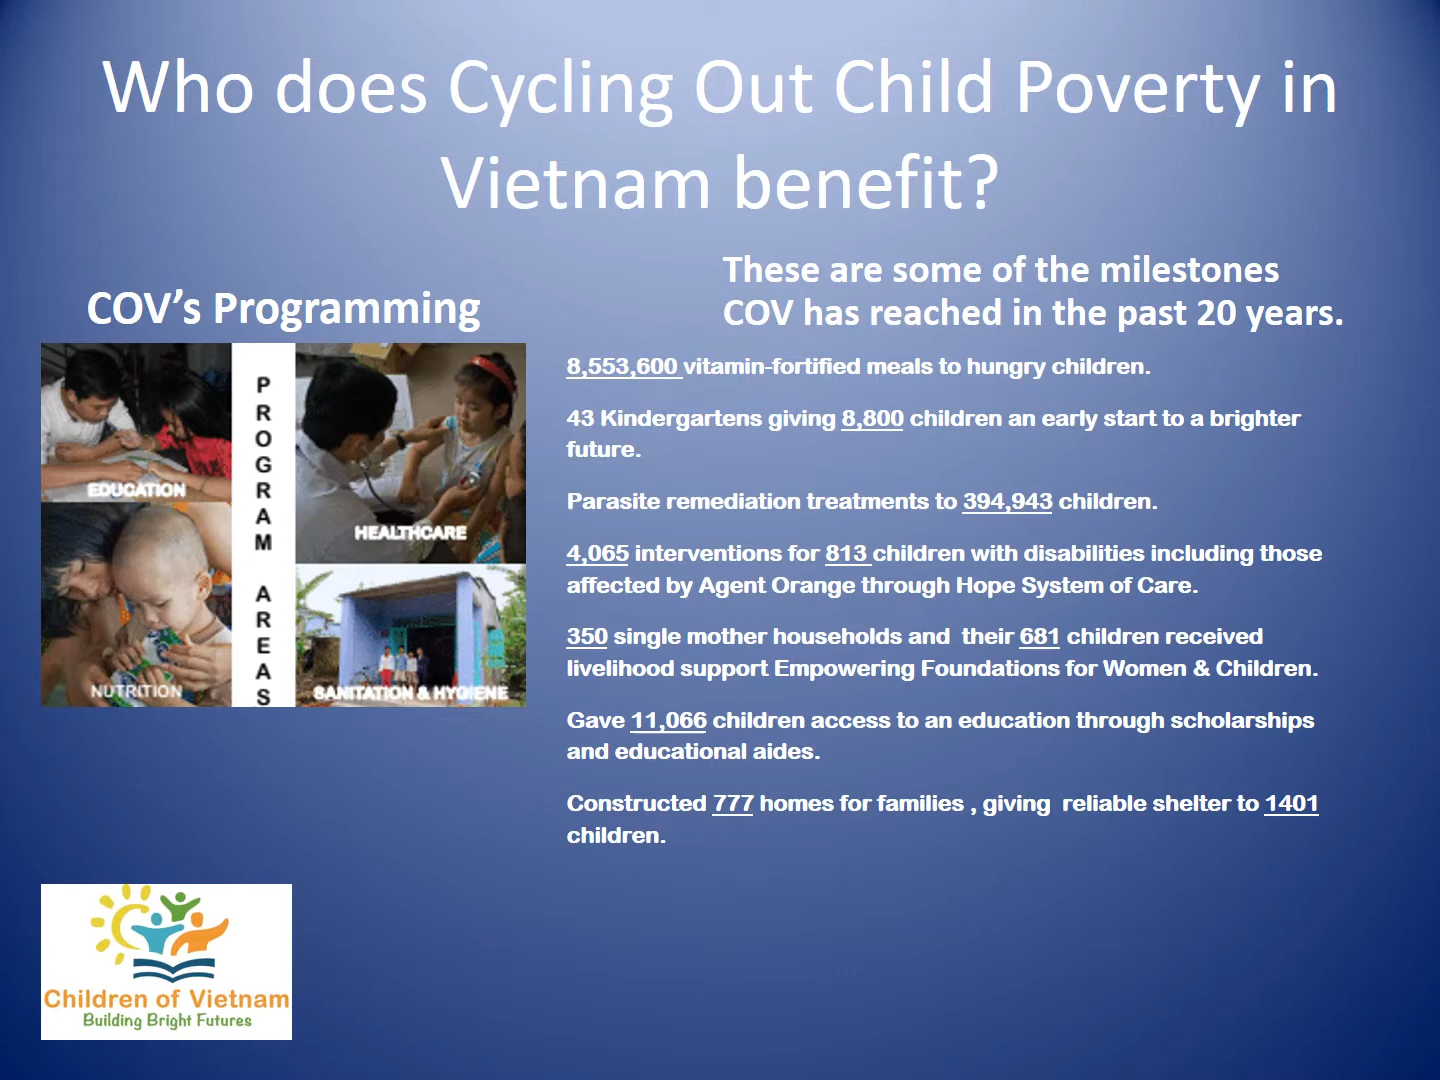 Who does Cycling Out Child Poverty in
Vietnam benefit?
COV’s Programming
EDUCATION
NUTRITION
PROGRAM AREAS
HEALTHCARE
SANITATION & HYGIENE
These are some of the milestones
COV has reached in the past 20 years.
8,553,600 vitamin-fortified meals to hungry children.
43 Kindergartens giving 8,800 children an early start to a brighter
future.
Parasite remediation treatments to 394,943 children.
4,065 interventions for 813 children with disabilities including those
affected by Agent Orange through Hope System of Care.
350 single mother households and  their 681 children received
livelihood support Empowering Foundations for Women & Children.
Gave 11,066 children access to an education through scholarships
and educational aides.
Constructed 777 homes for families , giving  reliable shelter to 1401
children.
Children of Vietnam
Building Bright Futures